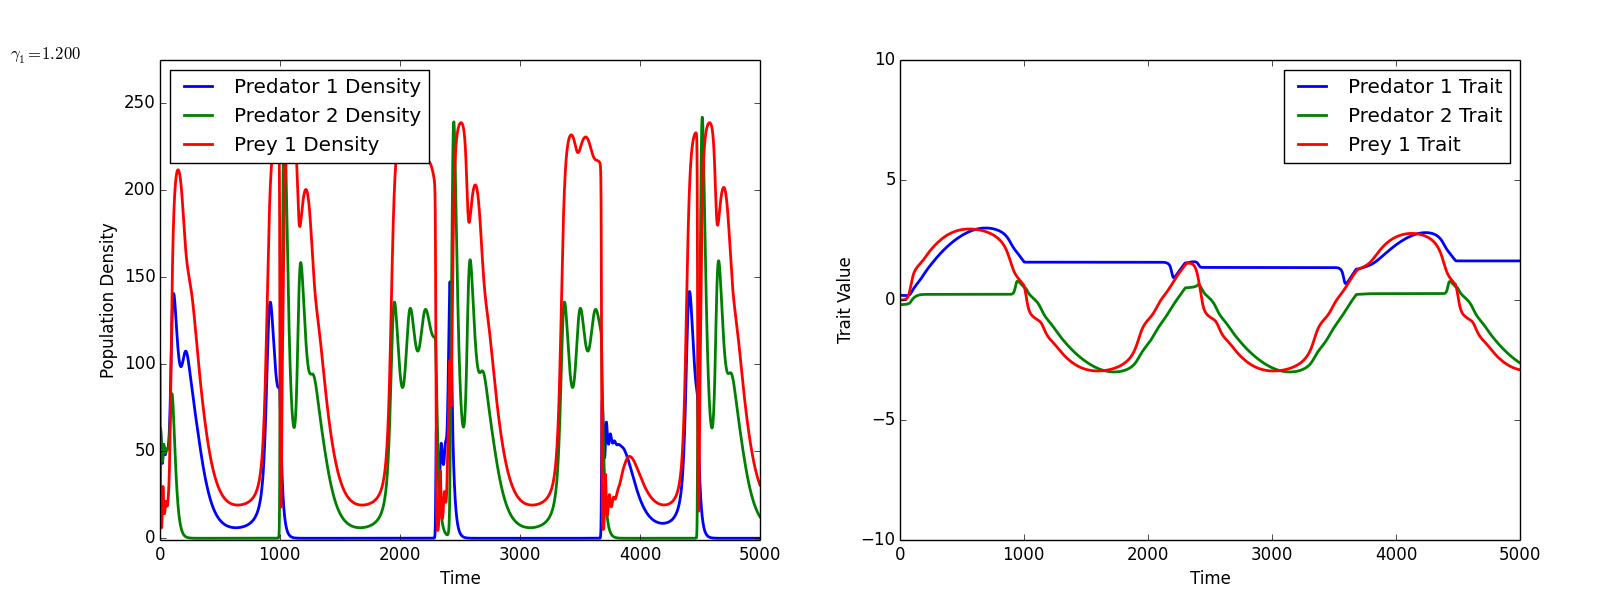 γ₁=1.200
Predator 1 Density
Predator 2 Density
Prey 1 Density
Population Density
250
200
150
100
50
0
0 1000 2000 3000 4000 5000
Time
Predator 1 Trait
Predator 2 Trait
Prey 1 Trait
Trait Value
10
5
0
−5
−10
0 1000 2000 3000 4000 5000
Time